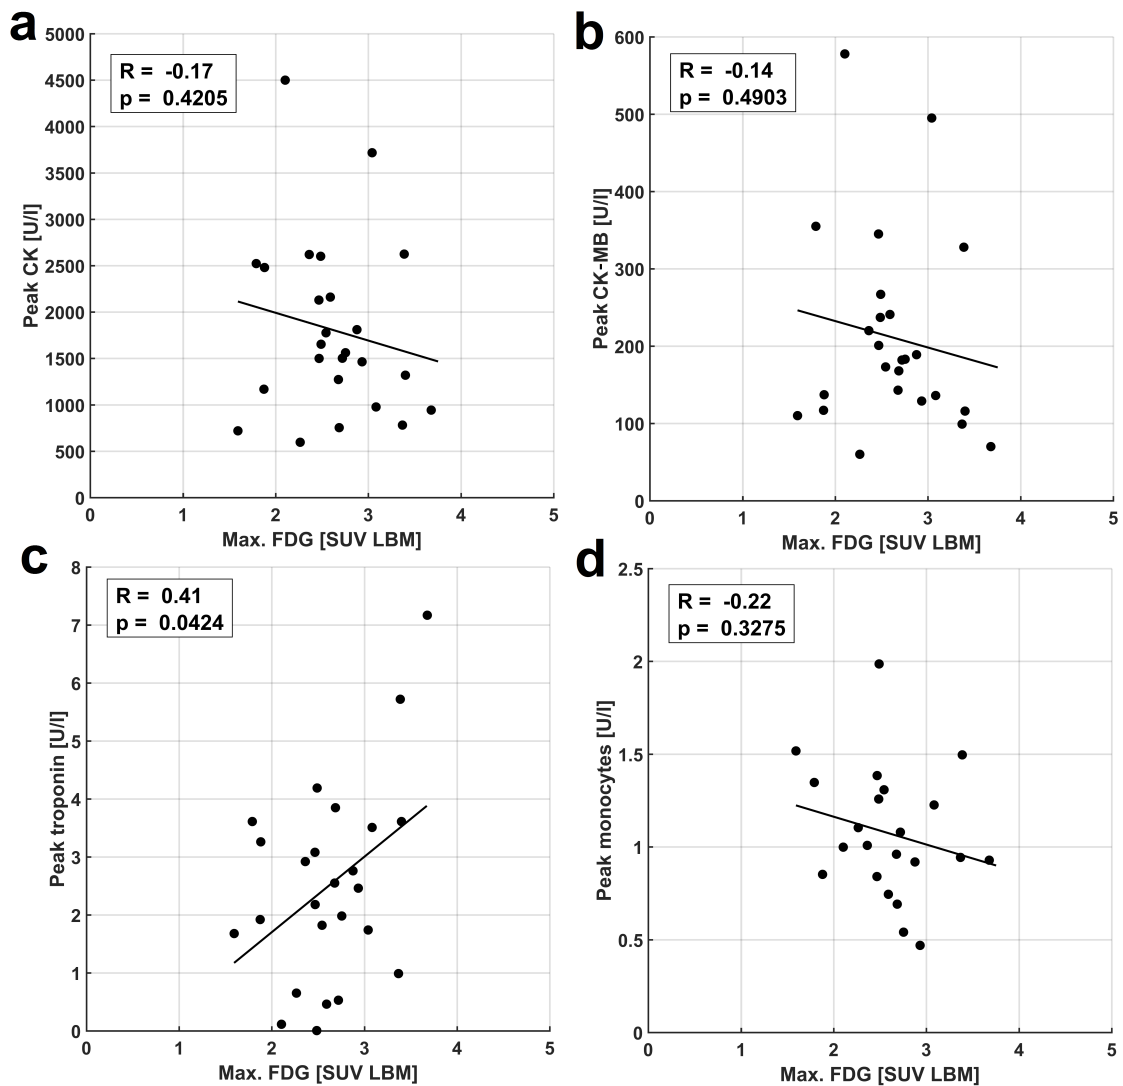 a
5000
4500
4000
3500
3000
2500
2000
1500
1000
500
0
Peak CK [U/l]
R = -0.17
p = 0.4205
0 1 2 3 4 5
Max. FDG [SUV LBM]
b
600
500
400
300
200
100
0
Peak CK-MB [U/l]
R = -0.14
p = 0.4903
0 1 2 3 4 5
Max. FDG [SUV LBM]
c
8
7
6
5
4
3
2
1
0
Peak troponin [U/l]
R = 0.41
p = 0.0424
0 1 2 3 4 5
Max. FDG [SUV LBM]
d
2.5
2
1.5
1
0.5
0
Peak monocytes [U/l]
R = -0.22
p = 0.3275
0 1 2 3 4 5
Max. FDG [SUV LBM]